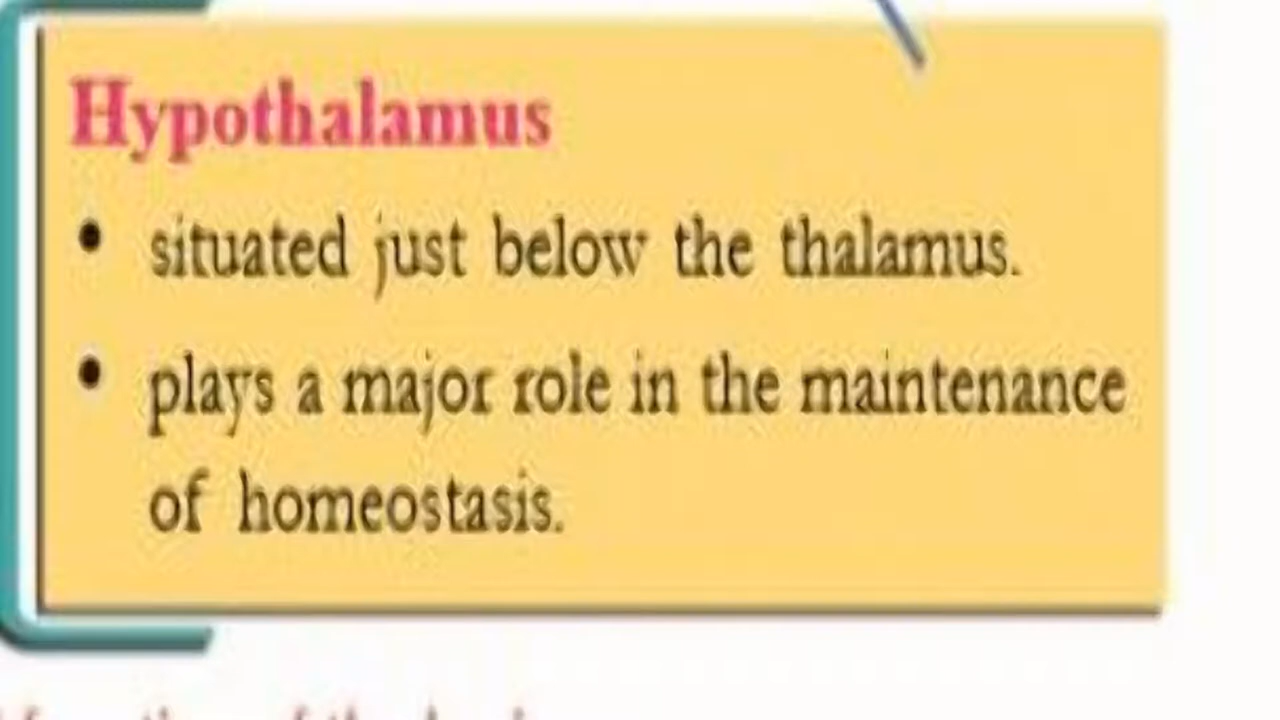 Hypothalamus
• situated just below the thalamus.
• plays a major role in the maintenance
of homeostasis.